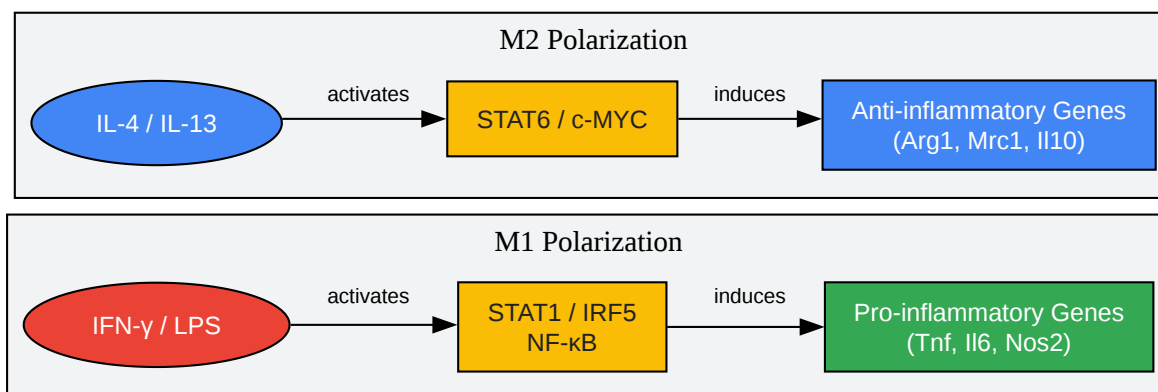 M2 Polarization
IL-4 / IL-13
activates
STAT6 / c-MYC
induces
Anti-inflammatory Genes
(Arg1, Mrc1, Il10)
M1 Polarization
IFN-γ / LPS
activates
STAT1 / IRF5
NF-κB
induces
Pro-inflammatory Genes
(Tnf, Il6, Nos2)